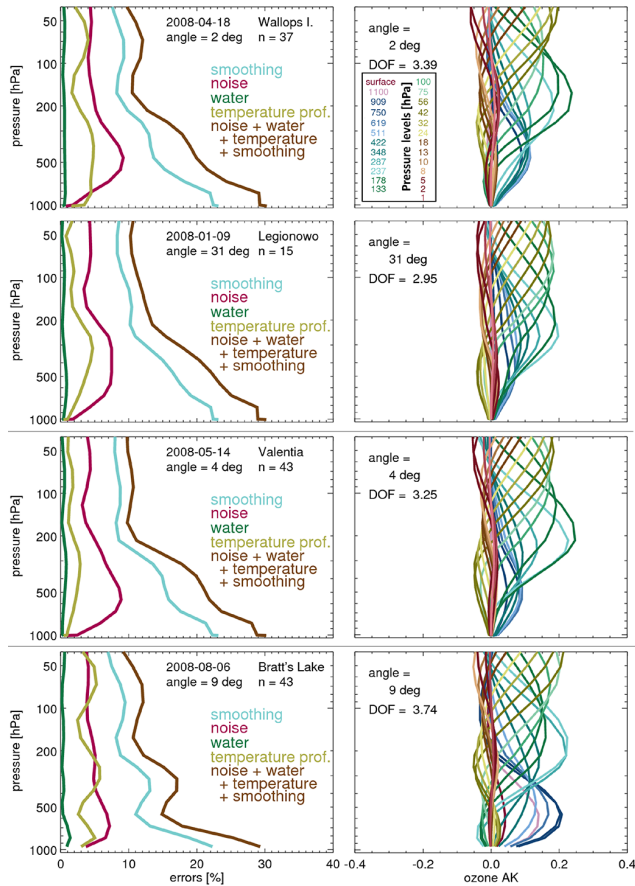 2008-04-18 Wallops I.
angle = 2 deg n = 37
smoothing
noise
water
temperature prof.
noise + water
+ temperature
+ smoothing
pressure [hPa]
50
100
200
500
1000
angle =
2 deg
DOF = 3.39
Pressure levels [hPa]
surface 100
1100 75
909 56
750 42
619 32
511 24
422 18
348 13
287 10
237 8
178 5
133 2
1
2008-01-09 Legionowo
angle = 31 deg n = 15
smoothing
noise
water
temperature prof.
noise + water
+ temperature
+ smoothing
pressure [hPa]
50
100
200
500
1000
angle =
31 deg
DOF = 2.95
2008-05-14 Valentia
angle = 4 deg n = 43
smoothing
noise
water
temperature prof.
noise + water
+ temperature
+ smoothing
pressure [hPa]
50
100
200
500
1000
angle =
4 deg
DOF = 3.25
2008-08-06 Bratt's Lake
angle = 9 deg n = 43
smoothing
noise
water
temperature prof.
noise + water
+ temperature
+ smoothing
pressure [hPa]
50
100
200
500
1000
angle =
9 deg
DOF = 3.74
0 10 20 30 40
errors [%]
-0.4 -0.2 0.0 0.2 0.4
ozone AK